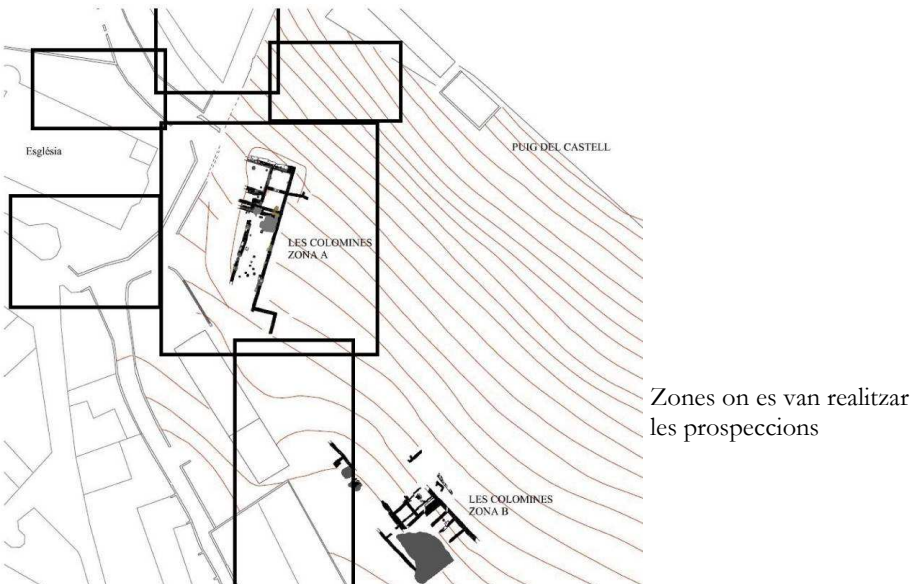 Església
PUIG DEL CASTELL
LES COLOMINES
ZONA A
Zones on es van realitzar
les prospeccions
LES COLOMINES
ZONA B